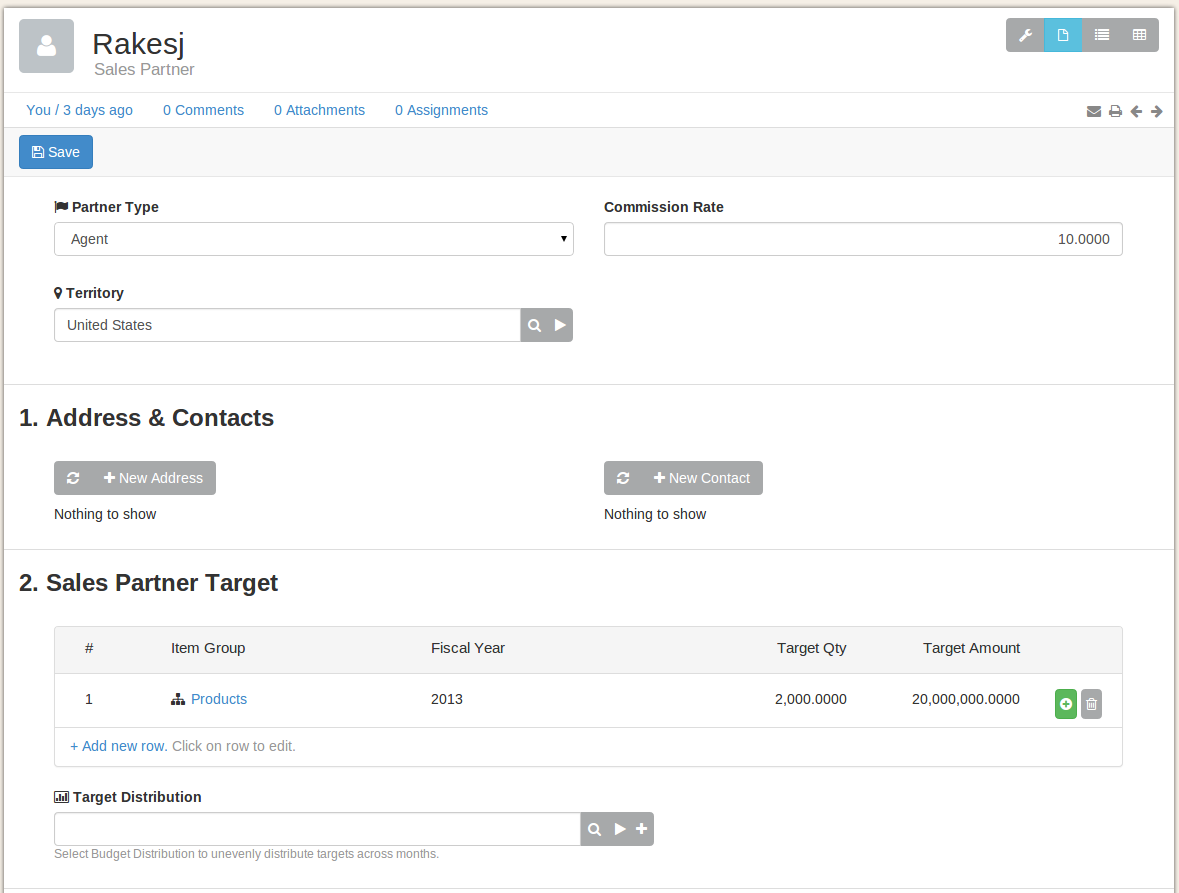 Rakesj
Sales Partner
You / 3 days ago 0 Comments 0 Attachments 0 Assignments
Save
Partner Type Commission Rate
Agent 10.0000
Territory
United States
1. Address & Contacts
New Address New Contact
Nothing to show Nothing to show
2. Sales Partner Target
# Item Group Fiscal Year Target Qty Target Amount
1 Products 2013 2,000.0000 20,000,000.0000
+ Add new row. Click on row to edit.
Target Distribution
Select Budget Distribution to unevenly distribute targets across months.